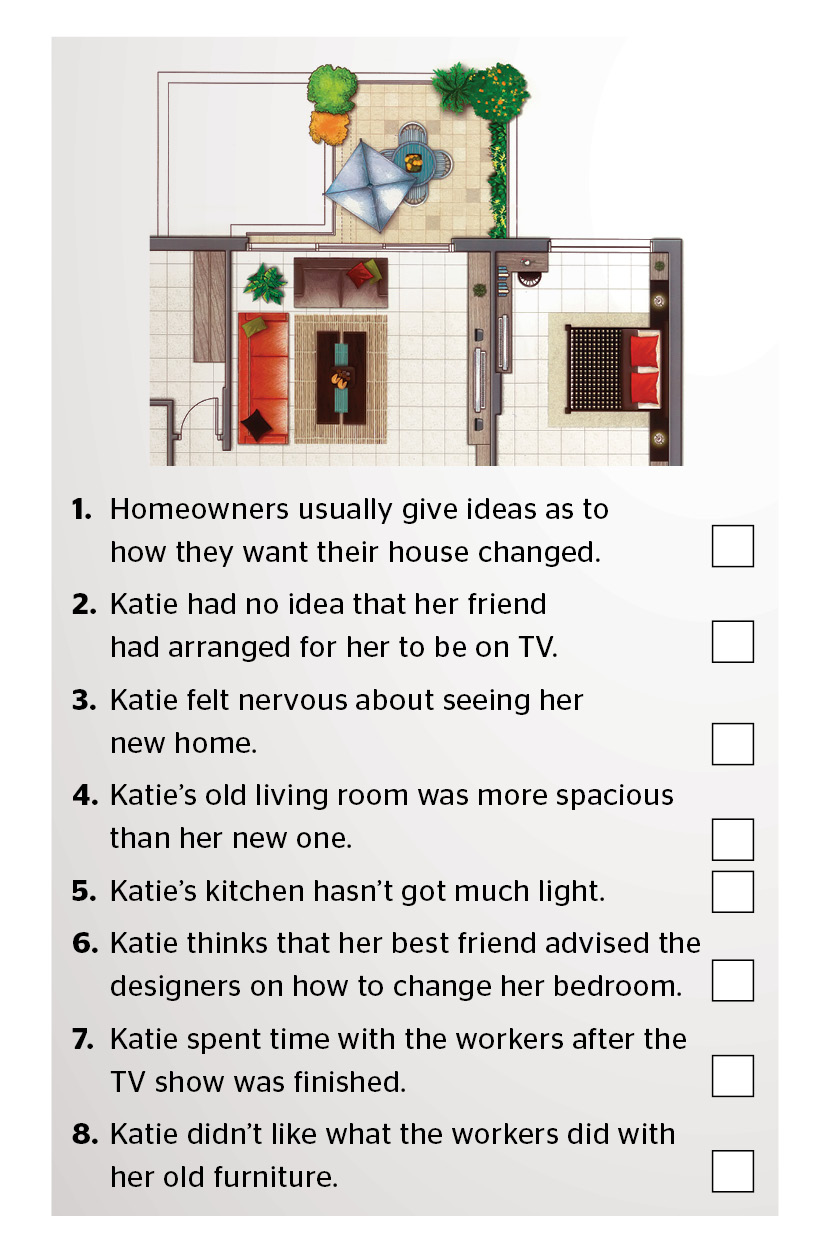 1. Homeowners usually give ideas as to
how they want their house changed.
2. Katie had no idea that her friend
had arranged for her to be on TV.
3. Katie felt nervous about seeing her
new home.
4. Katie’s old living room was more spacious
than her new one.
5. Katie’s kitchen hasn’t got much light.
6. Katie thinks that her best friend advised the
designers on how to change her bedroom.
7. Katie spent time with the workers after the
TV show was finished.
8. Katie didn’t like what the workers did with
her old furniture.